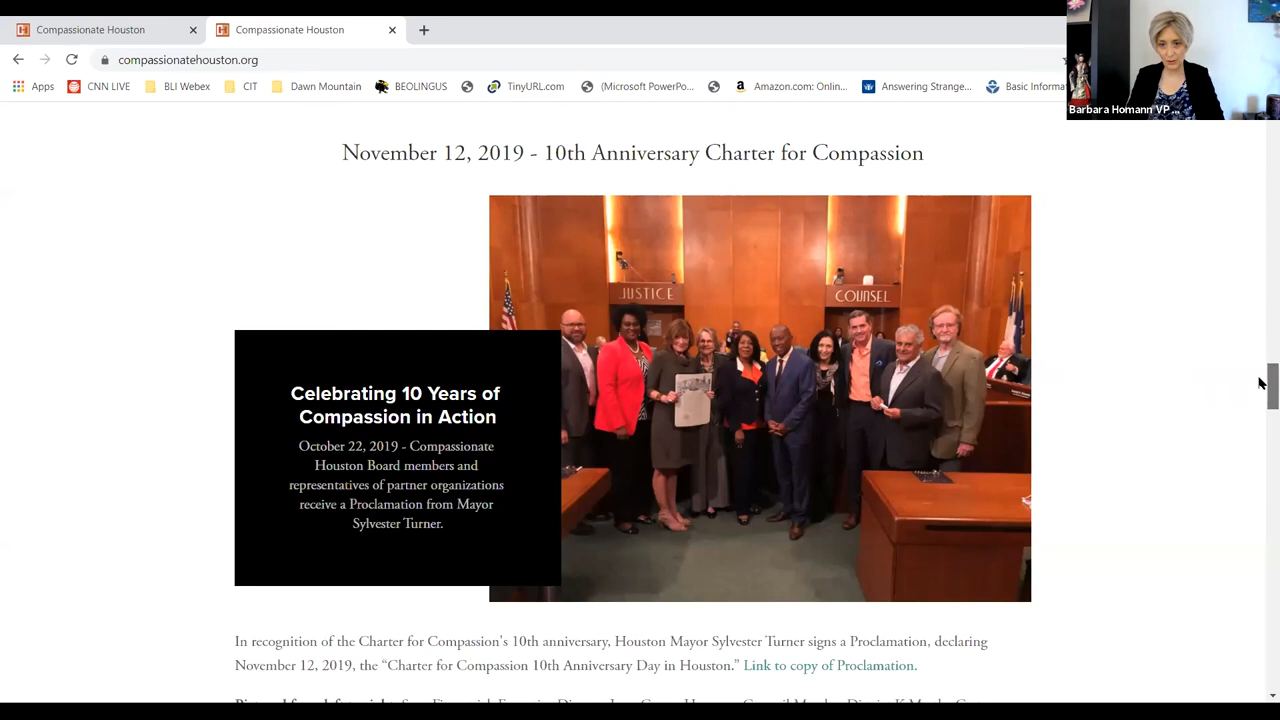 Compassionate Houston
Compassionate Houston
compassionatehouston.org
Apps CNN LIVE BLI Webex CIT Dawn Mountain BEOLINGUS TinyURL.com (Microsoft PowerPo... Amazon.com: Onlin... Answering Strange... Basic Informa
Barbara Homann VP ...
November 12, 2019 - 10th Anniversary Charter for Compassion
JUSTICE
COUNSEL
Celebrating 10 Years of
Compassion in Action
October 22, 2019 - Compassionate
Houston Board members and
representatives of partner organizations
receive a Proclamation from Mayor
Sylvester Turner.
In recognition of the Charter for Compassion's 10th anniversary, Houston Mayor Sylvester Turner signs a Proclamation, declaring
November 12, 2019, the “Charter for Compassion 10th Anniversary Day in Houston.” Link to copy of Proclamation.